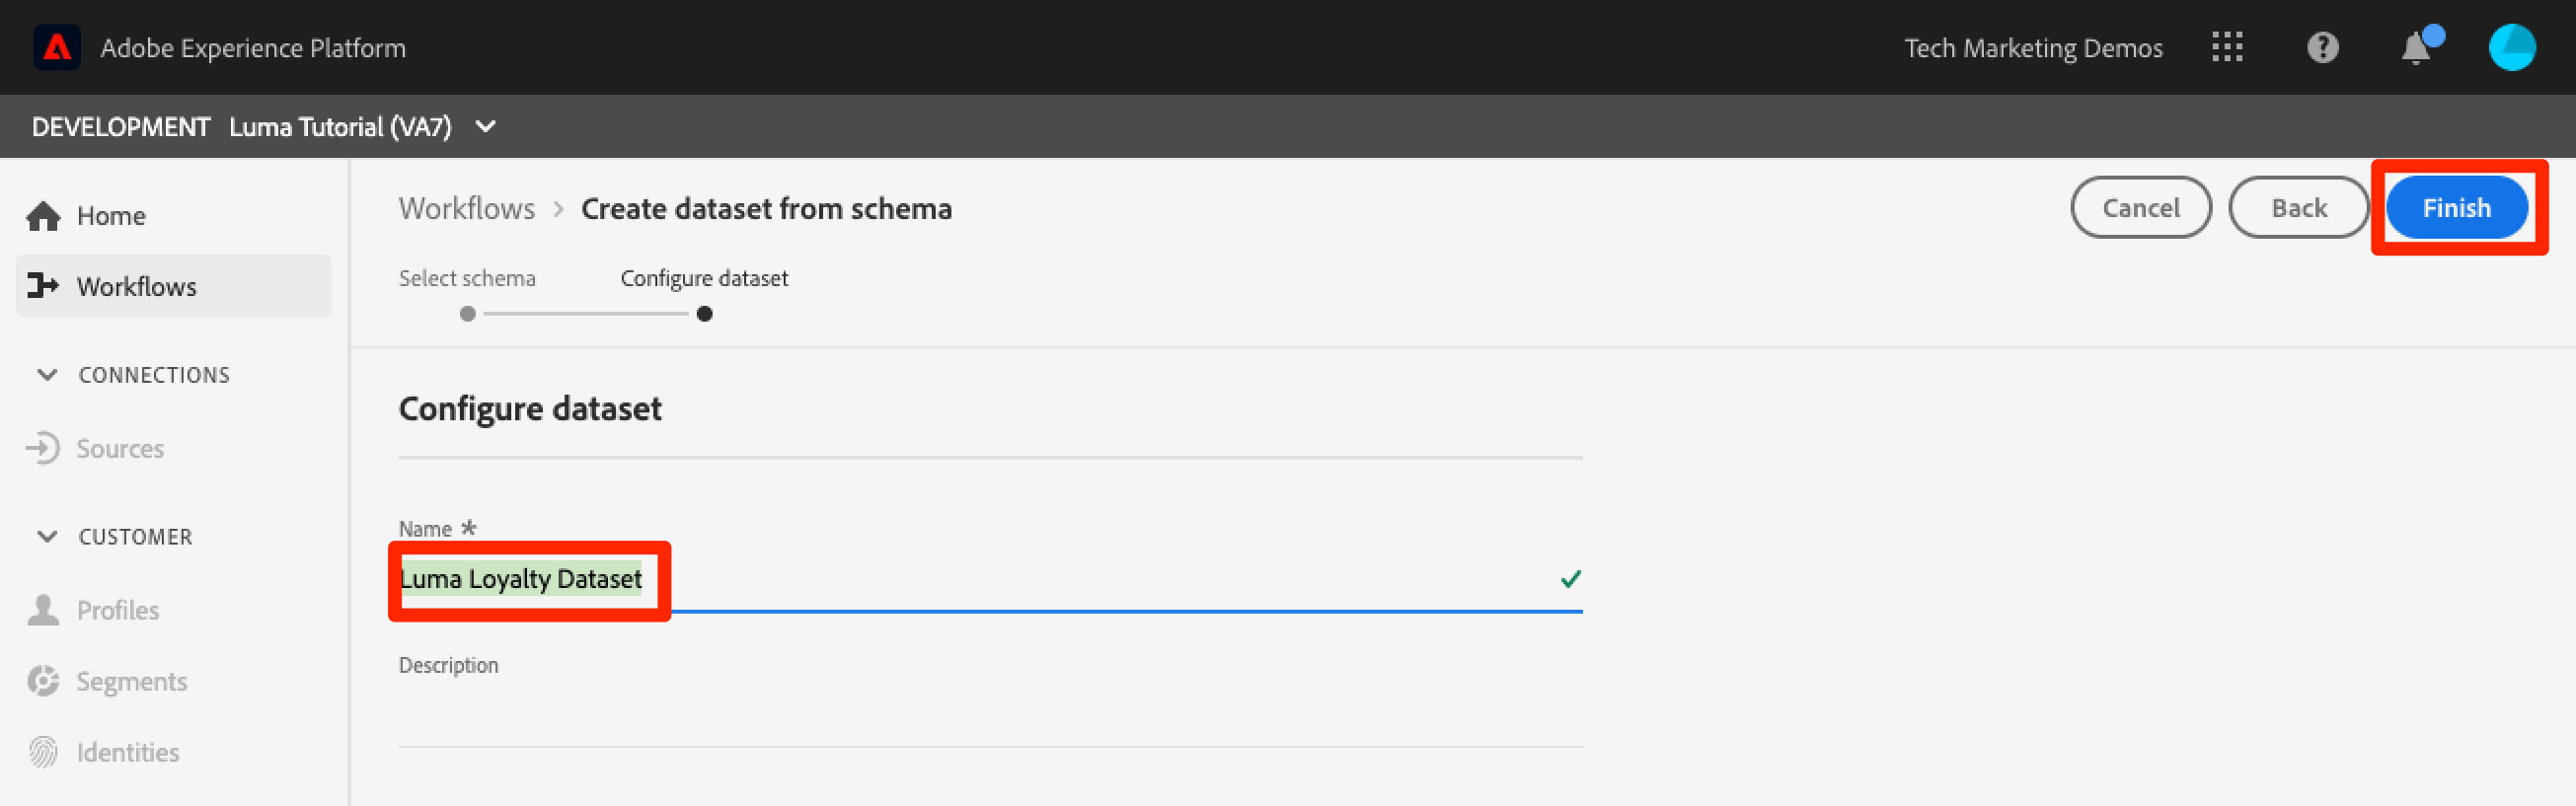 Adobe Experience Platform
Tech Marketing Demos
DEVELOPMENT Luma Tutorial (VA7)
Home
Workflows
CONNECTIONS
Sources
CUSTOMER
Profiles
Segments
Identities
Workflows > Create dataset from schema
Cancel
Back
Finish
Select schema
Configure dataset
Configure dataset
Name *
Luma Loyalty Dataset
Description